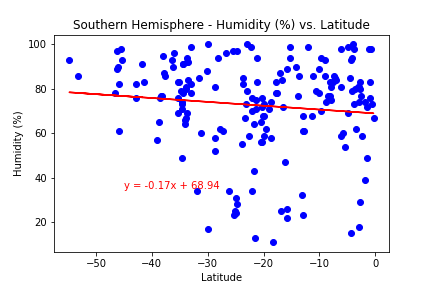 Southern Hemisphere - Humidity (%) vs. Latitude
100
80
60
40
20
Humidity (%)
y = -0.17x + 68.94
−50
−40
−30
−20
−10
0
Latitude